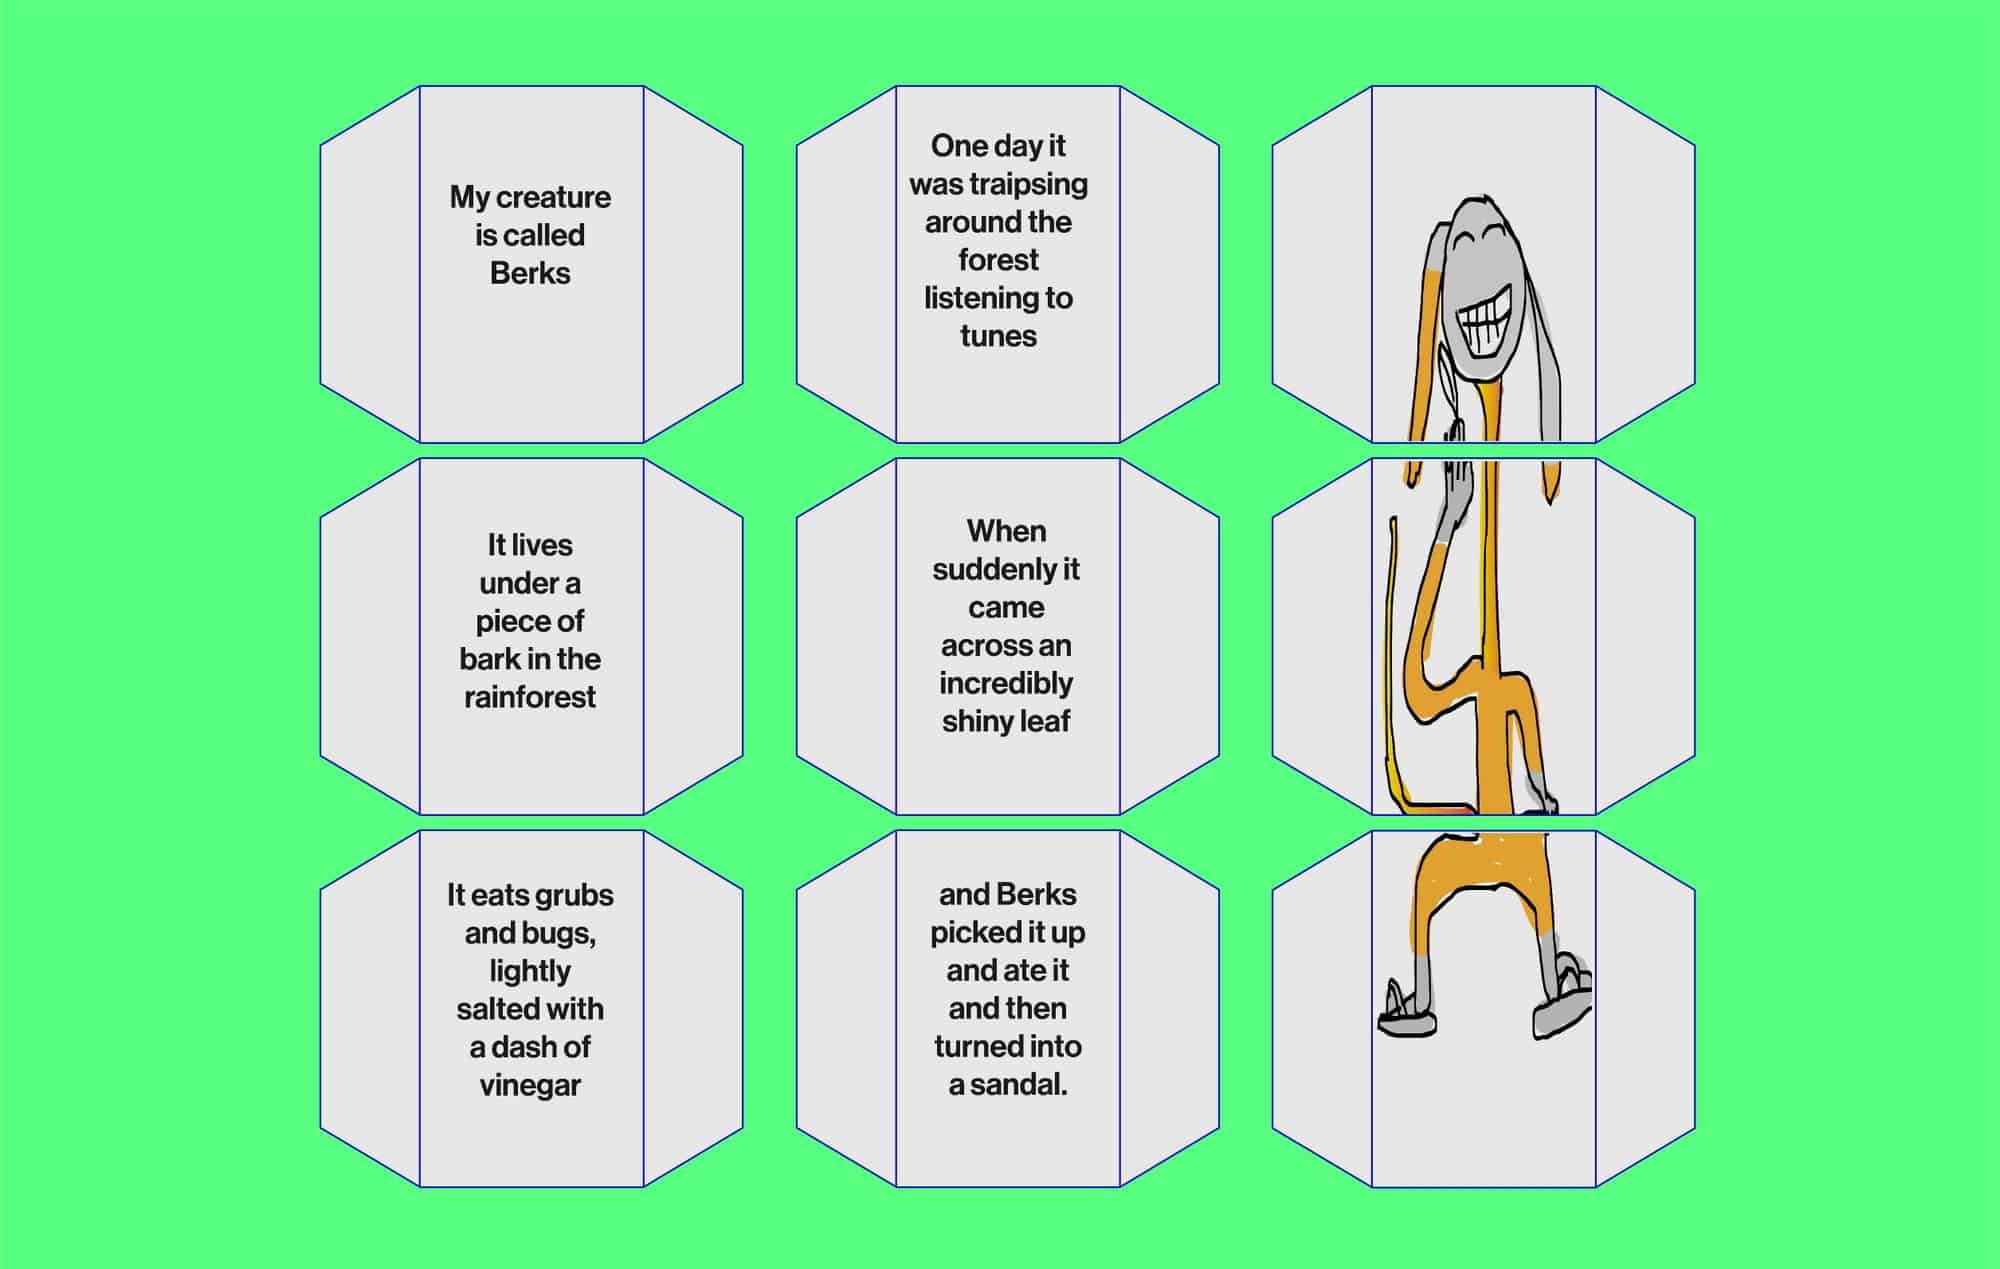 My creature
is called
Berks
It lives
under a
piece of
bark in the
rainforest
It eats grubs
and bugs,
lightly
salted with
a dash of
vinegar
One day it
was traipsing
around the
forest
listening to
tunes
When
suddenly it
came
across an
incredibly
shiny leaf
and Berks
picked it up
and ate it
and then
turned into
a sandal.